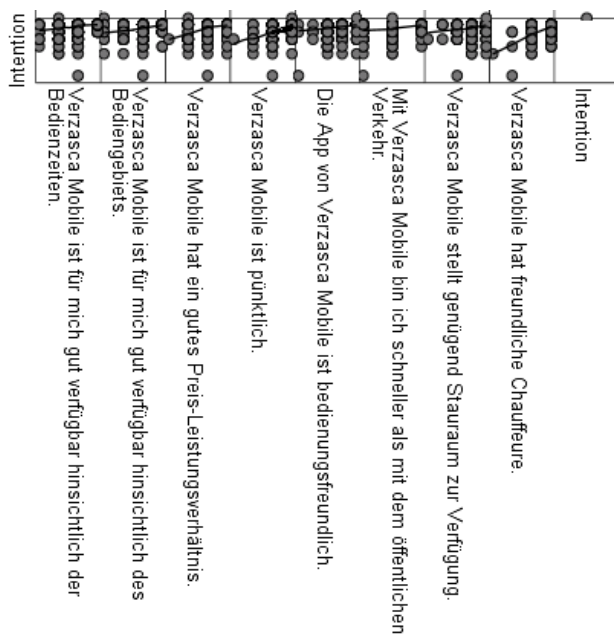 Intention
Intention
Verzasca Mobile hat freundliche Chauffeure.
Verzasca Mobile stellt genügend Stauraum zur Verfügung.
Mit Verzasca Mobile bin ich schneller als mit dem öffentlichen
Verkehr.
Die App von Verzasca Mobile ist bedienungsfreundlich.
Verzasca Mobile ist pünktlich.
Verzasca Mobile hat ein gutes Preis-Leistungsverhältnis.
Verzasca Mobile ist für mich gut verfügbar hinsichtlich des
Bediengebiets.
Verzasca Mobile ist für mich gut verfügbar hinsichtlich der
Bedienzeiten.